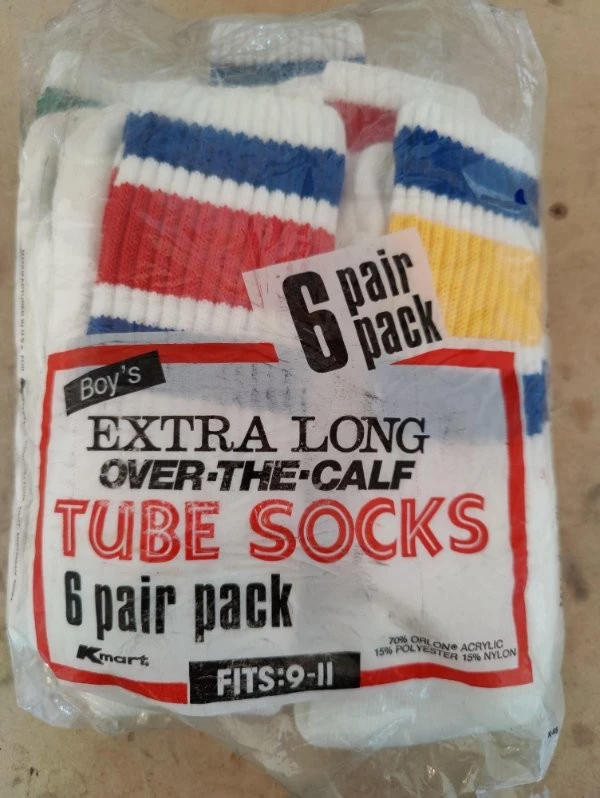 6 pair
pack
Boy's
EXTRA LONG
OVER-THE-CALF
TUBE SOCKS
6 pair pack
Kmart
70% ORLON® ACRYLIC
15% POLYESTER 15% NYLON
FITS:9-11